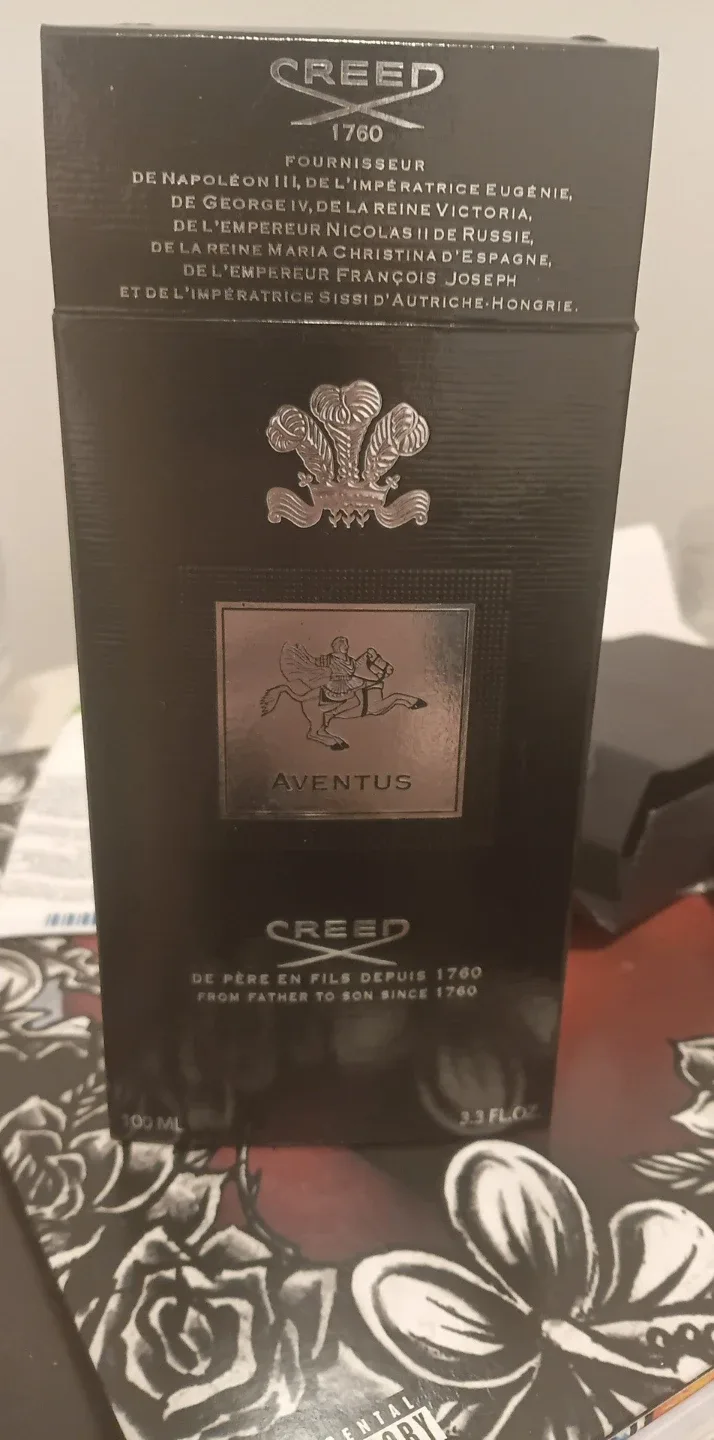 CREED
1760
FOURNISSEUR
DE NAPOLÉON III, DE L'IMPÉRATRICE EUGÉNIE,
DE GEORGE IV, DE LA REINE VICTORIA,
DE L'EMPEREUR NICOLAS II DE RUSSIE,
DE LA REINE MARIA CHRISTINA D'ESPAGNE,
DE L'EMPEREUR FRANÇOIS JOSEPH
ET DE L'IMPÉRATRICE SISSI D'AUTRICHE-HONGRIE.
AVENTUS
CREED
DE PÈRE EN FILS DEPUIS 1760
FROM FATHER TO SON SINCE 1760
100 ML
3.3 FL.OZ.